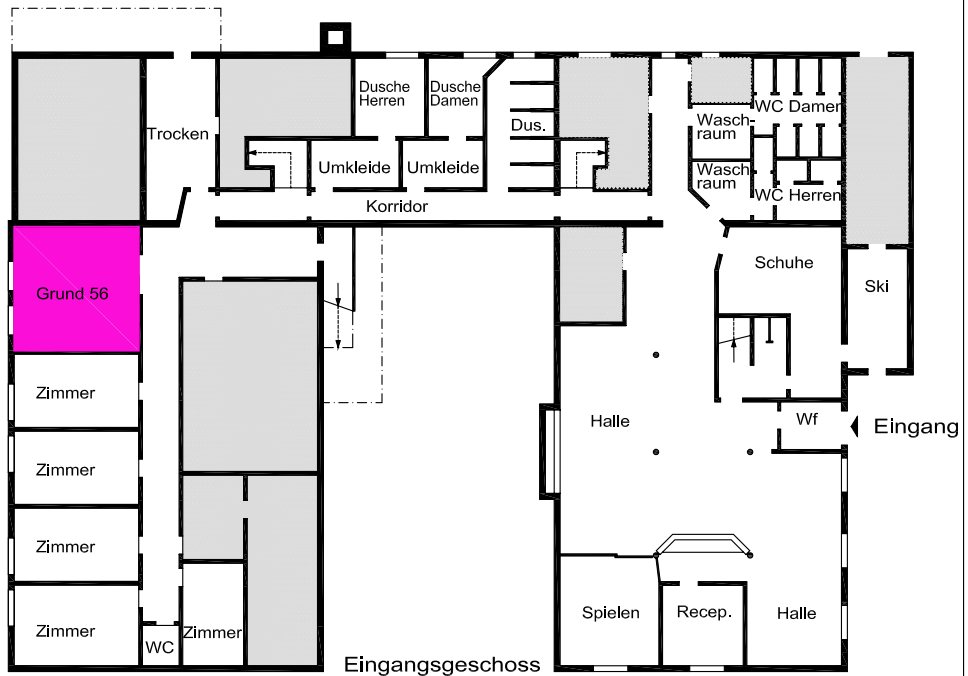 Dusche
Herren
Dusche
Damen
Trocken
Dus.
Wasch-
raum
WC Damen
Umkleide
Umkleide
Wasch
raum
WC Herren
Korridor
Schuhe
Ski
Grund 56
Zimmer
Halle
Wf
Eingang
Zimmer
Zimmer
Spielen
Recep.
Halle
Zimmer
WC
Zimmer
Eingangsgeschoss